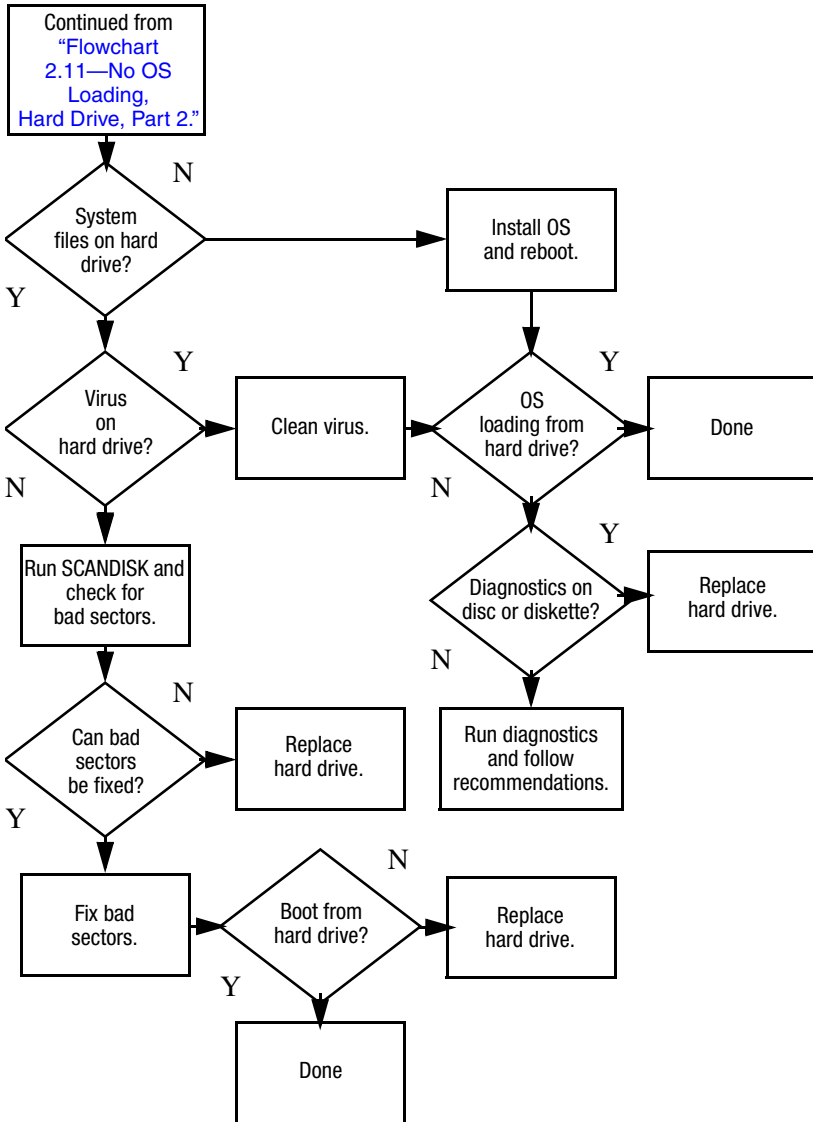 Continued from
“Flowchart
2.11—No OS
Loading,
Hard Drive, Part 2.”
N
System
files on hard
drive?
Install OS
and reboot.
Y
Y
Virus
on
hard drive?
Clean virus.
OS
loading from
hard drive?
Y
Done
N
N
Run SCANDISK and
check for
bad sectors.
Diagnostics on
disc or diskette?
Y
Replace
hard drive.
N
N
Can bad
sectors
be fixed?
Replace
hard drive.
Run diagnostics
and follow
recommendations.
Y
Fix bad
sectors.
Boot from
hard drive?
N
Replace
hard drive.
Y
Done